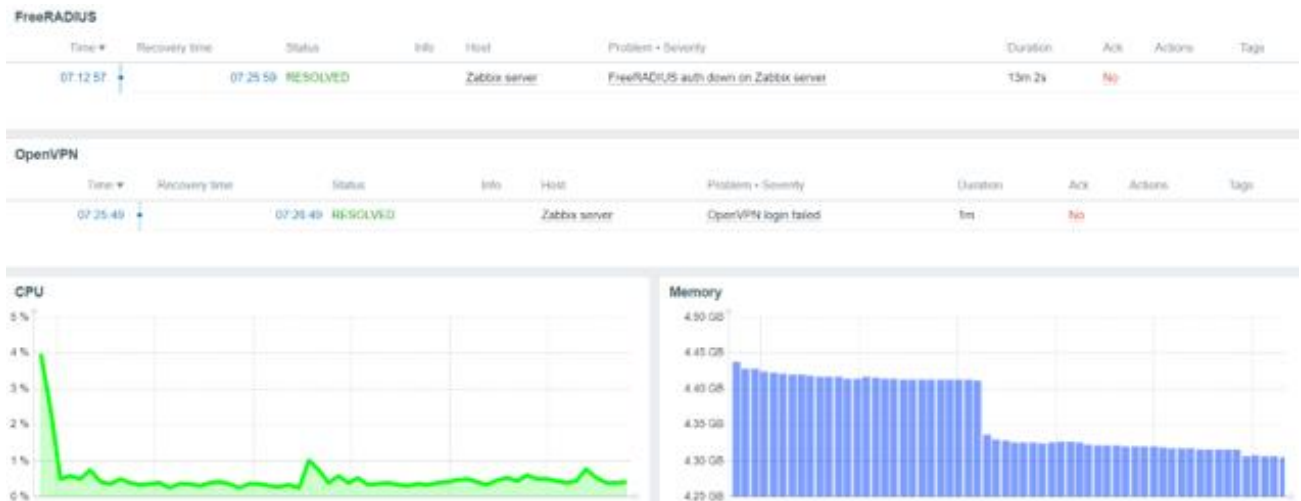 FreeRADIUS
Time ▼ Recovery time Status Info Host Problem • Severity Duration Ack Actions Tags
07:12:57 07:25:59 RESOLVED Zabbix server FreeRADIUS auth down on Zabbix server 13m 2s No
OpenVPN
Time ▼ Recovery time Status Info Host Problem • Severity Duration Ack Actions Tags
07:25:49 07:26:49 RESOLVED Zabbix server OpenVPN login failed 1m No
CPU
5 %
4 %
3 %
2 %
1 %
0 %
Memory
4.50 GB
4.45 GB
4.40 GB
4.35 GB
4.30 GB
4.25 GB